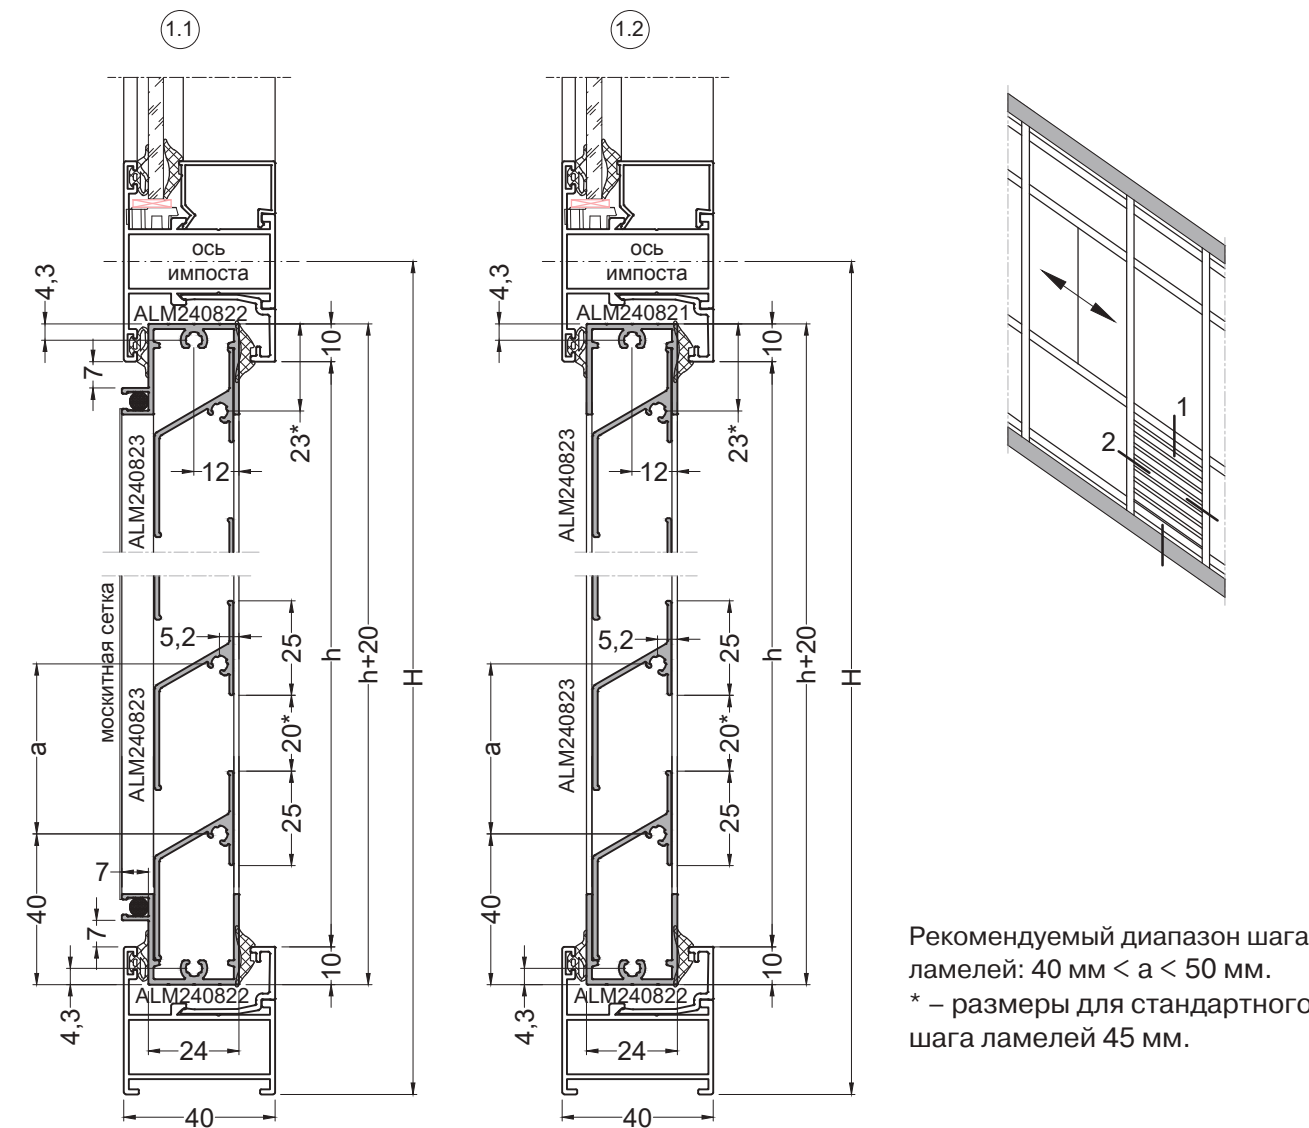 1.1
1.2
ось
импоста
ось
импоста
4,3
4,3
ALM240822
ALM240821
10
10
7
23*
23*
12
12
ALM240823
ALM240823
1
2
москитная сетка
5,2
5,2
25
25
h
h
h+20
h+20
H
H
a
a
20*
20*
ALM240823
ALM240823
25
25
7
40
40
7
10
10
ALM240822
ALM240822
4,3
4,3
24
24
40
40
Рекомендуемый диапазон шага
ламелей: 40 мм < а < 50 мм.
* – размеры для стандартного
шага ламелей 45 мм.